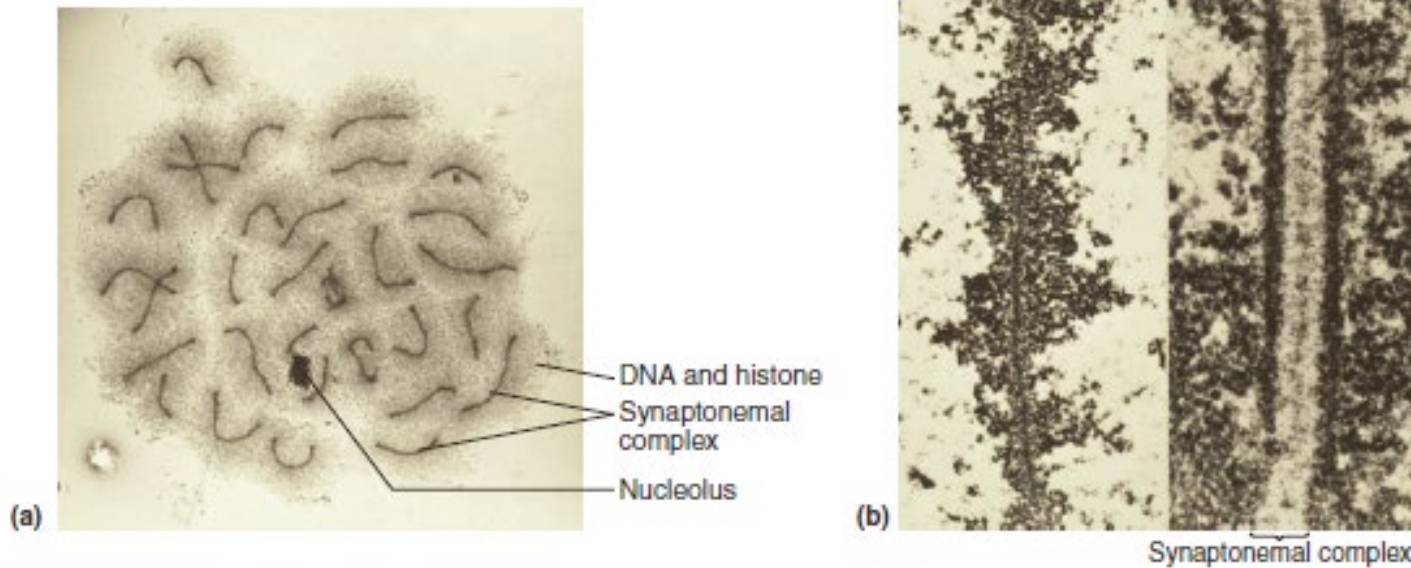 DNA and histone
Synaptonemal
complex
Nucleolus
(a)
(b)
Synaptonemal complex